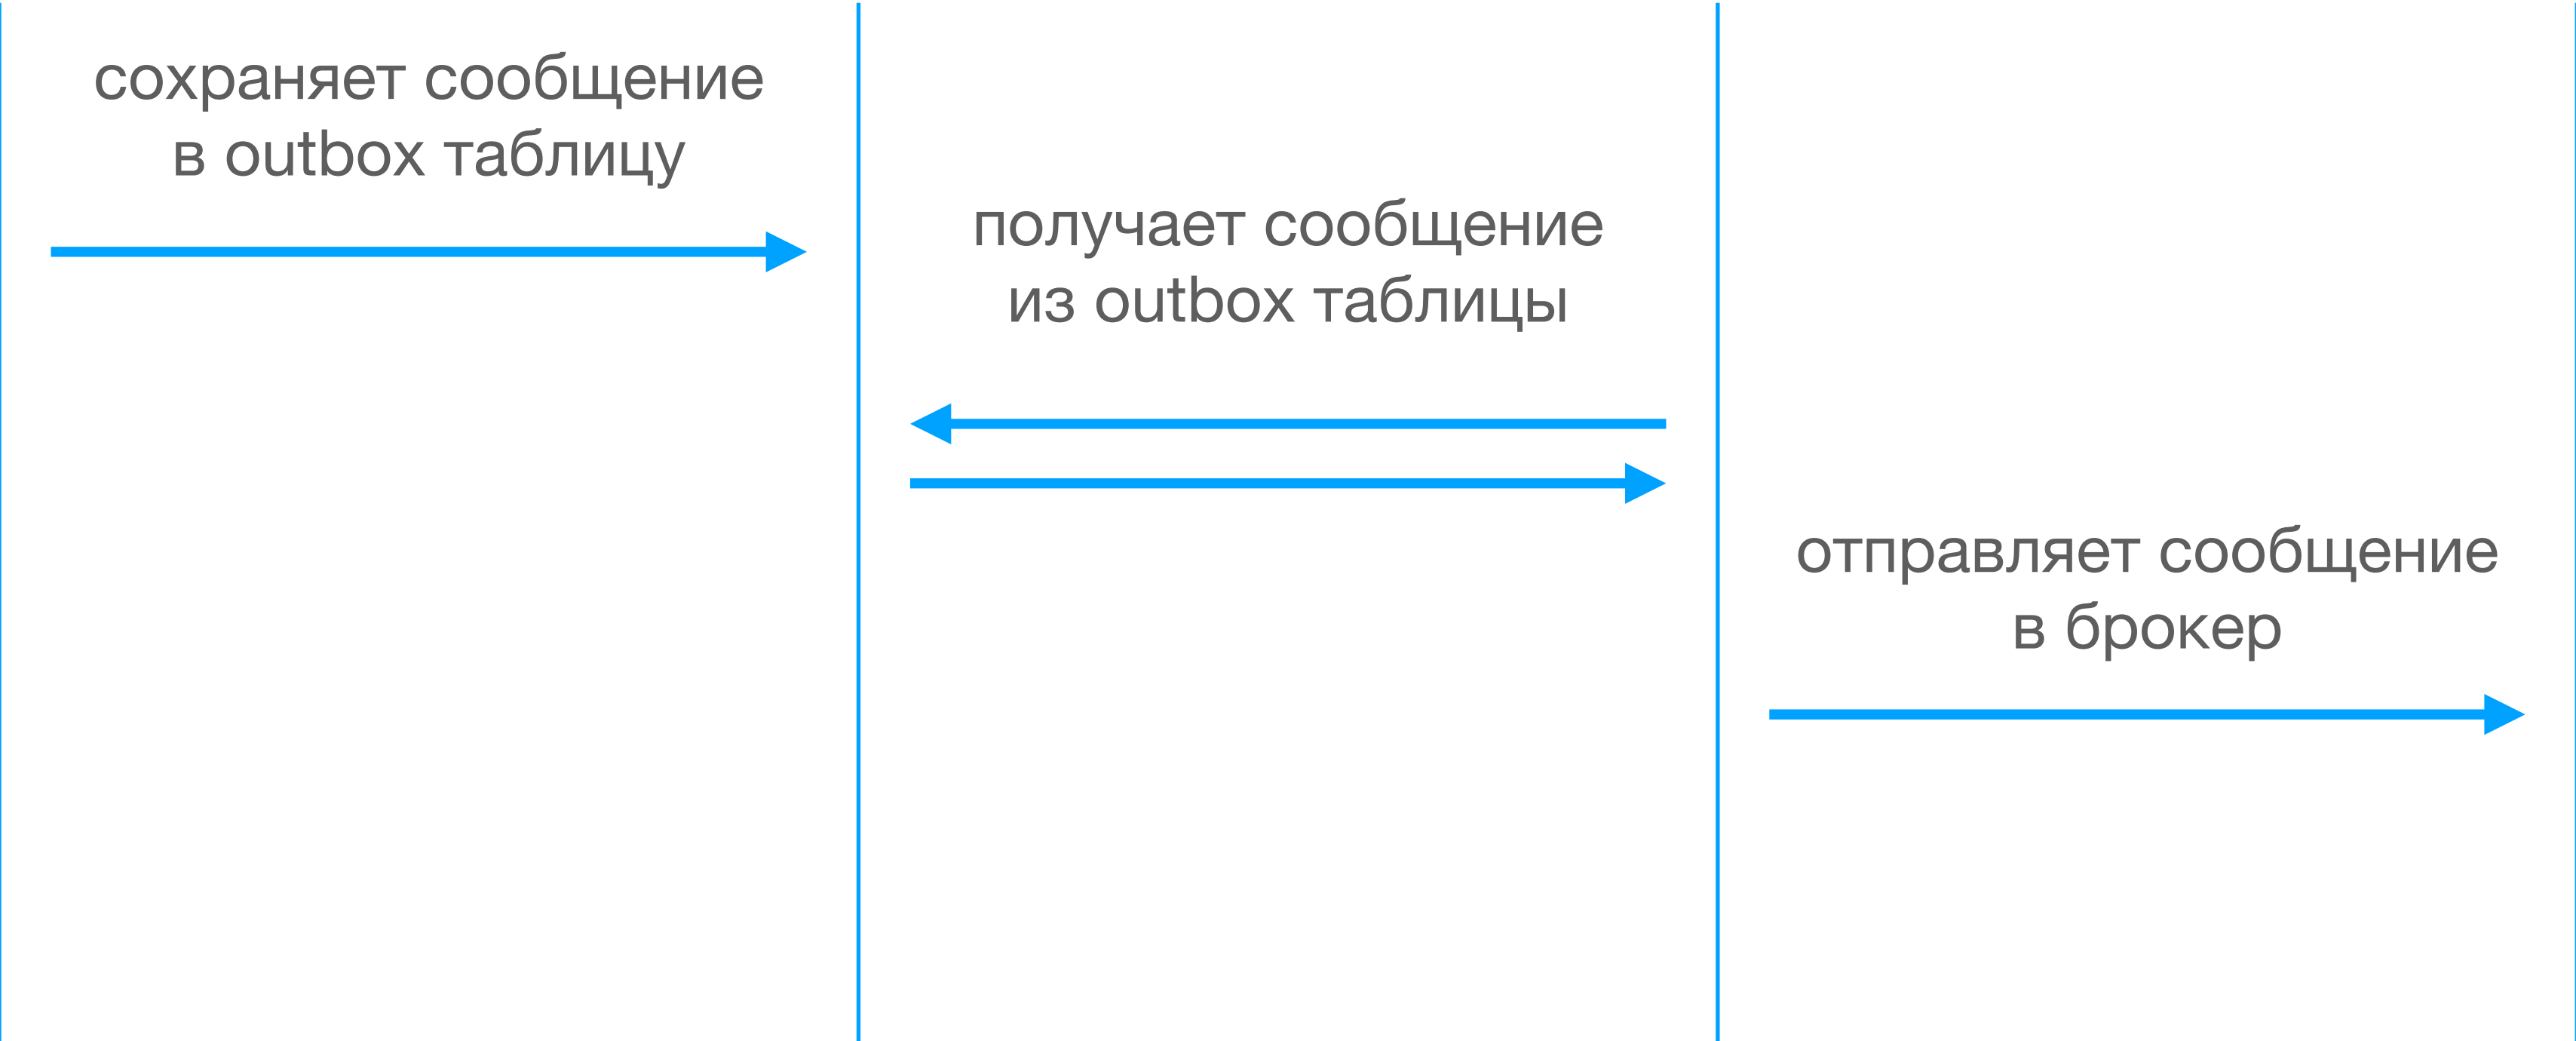 сохраняет сообщение
в outbox таблицу
получает сообщение
из outbox таблицы
отправляет сообщение
в брокер